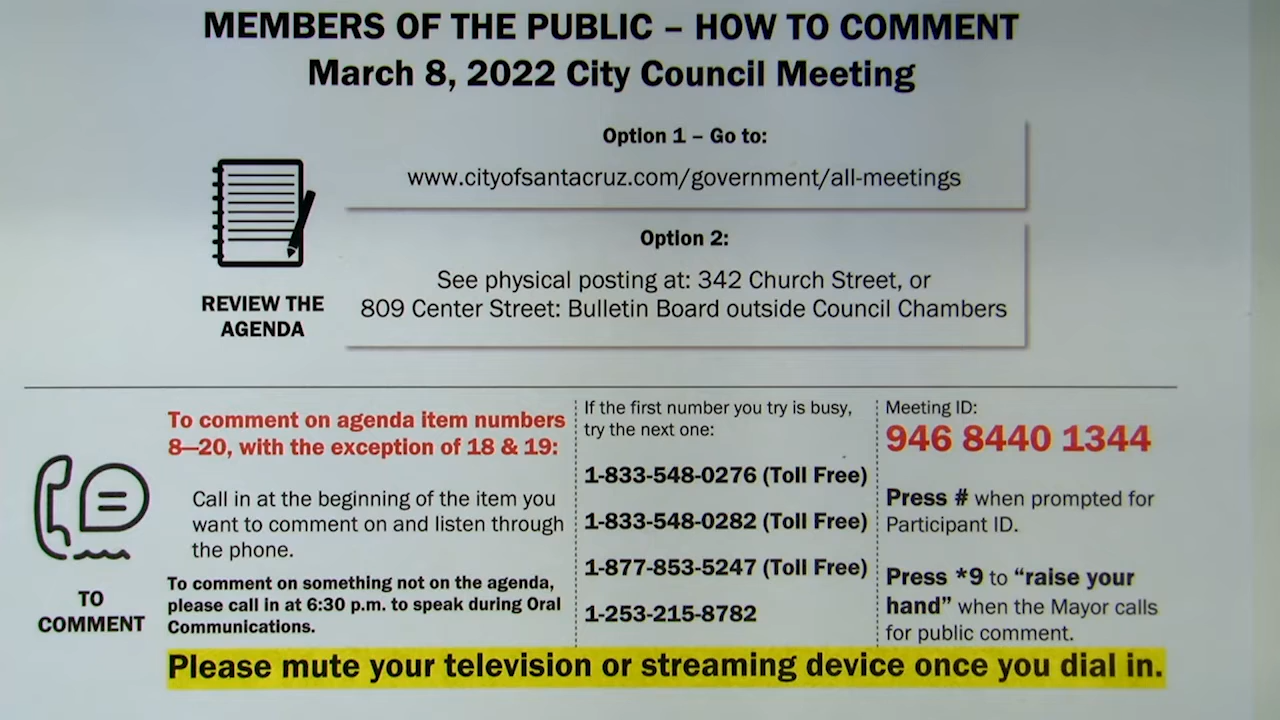 MEMBERS OF THE PUBLIC – HOW TO COMMENT
March 8, 2022 City Council Meeting
Option 1 – Go to:
www.cityofsantacruz.com/government/all-meetings
Option 2:
See physical posting at: 342 Church Street, or
809 Center Street: Bulletin Board outside Council Chambers
REVIEW THE
AGENDA
To comment on agenda item numbers
8—20, with the exception of 18 & 19:
Call in at the beginning of the item you
want to comment on and listen through
the phone.
To comment on something not on the agenda,
please call in at 6:30 p.m. to speak during Oral
Communications.
TO
COMMENT
If the first number you try is busy,
try the next one:
1-833-548-0276 (Toll Free)
1-833-548-0282 (Toll Free)
1-877-853-5247 (Toll Free)
1-253-215-8782
Meeting ID:
946 8440 1344
Press # when prompted for
Participant ID.
Press *9 to “raise your
hand” when the Mayor calls
for public comment.
Please mute your television or streaming device once you dial in.